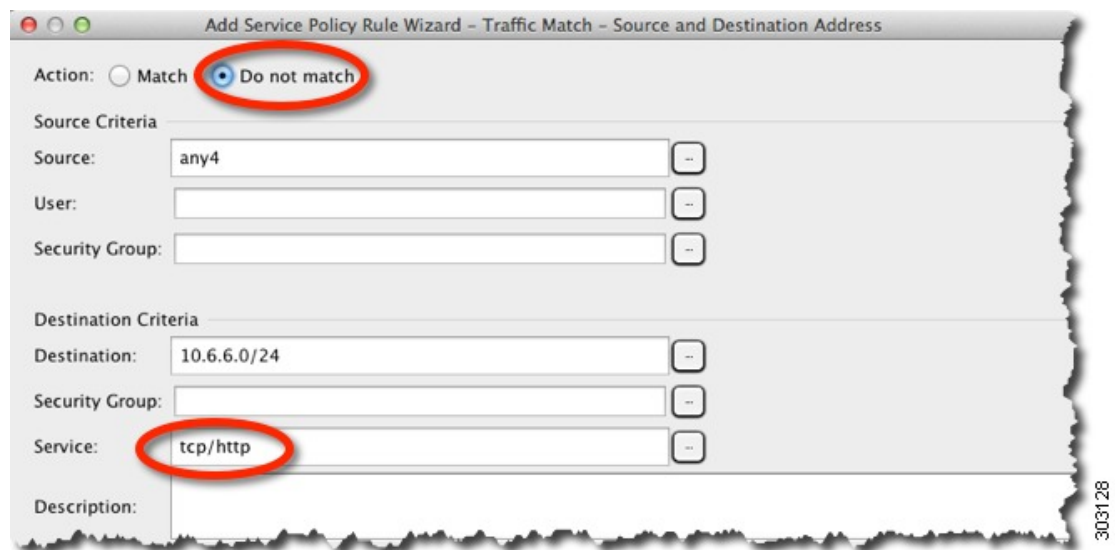 Add Service Policy Rule Wizard – Traffic Match – Source and Destination Address
Action: Match Do not match
Source Criteria
Source: any4 ...
User: ...
Security Group: ...
Destination Criteria
Destination: 10.6.6.0/24 ...
Security Group: ...
Service: tcp/http ...
Description:
303128